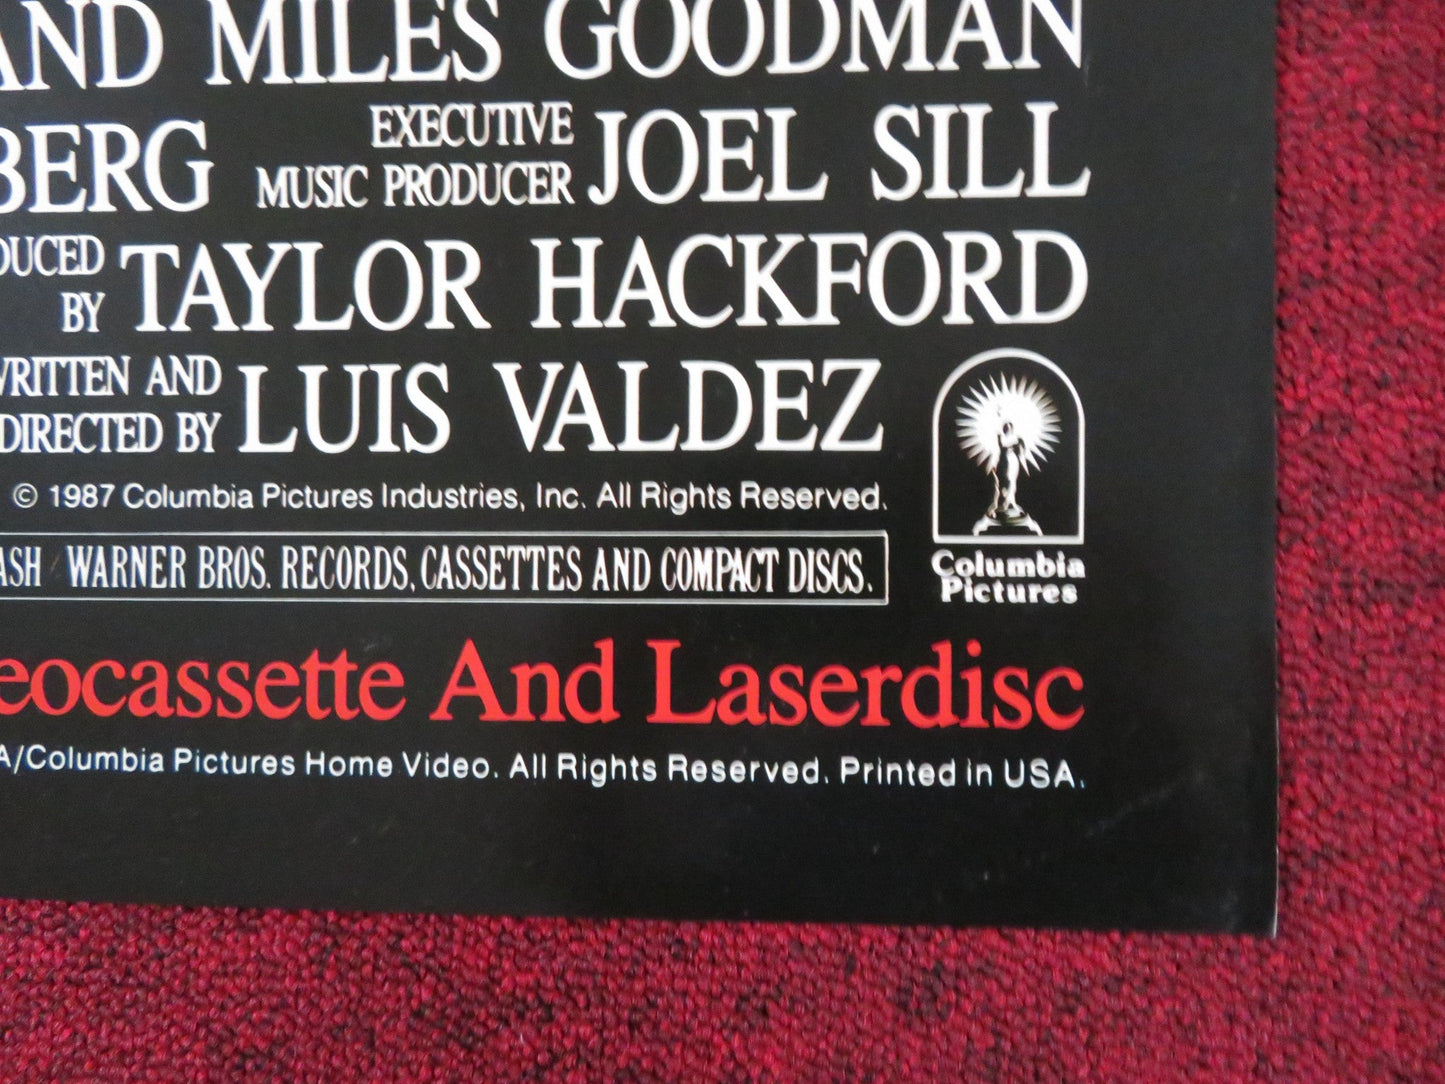 AND MILES GOODMAN
BERG EXECUTIVE MUSIC PRODUCER JOEL SILL
DUCED BY TAYLOR HACKFORD
WRITTEN AND DIRECTED BY LUIS VALDEZ
© 1987 Columbia Pictures Industries, Inc. All Rights Reserved.
ASH / WARNER BROS. RECORDS, CASSETTES AND COMPACT DISCS.
Columbia
Pictures
eocassette And Laserdisc
A/Columbia Pictures Home Video. All Rights Reserved. Printed in USA.